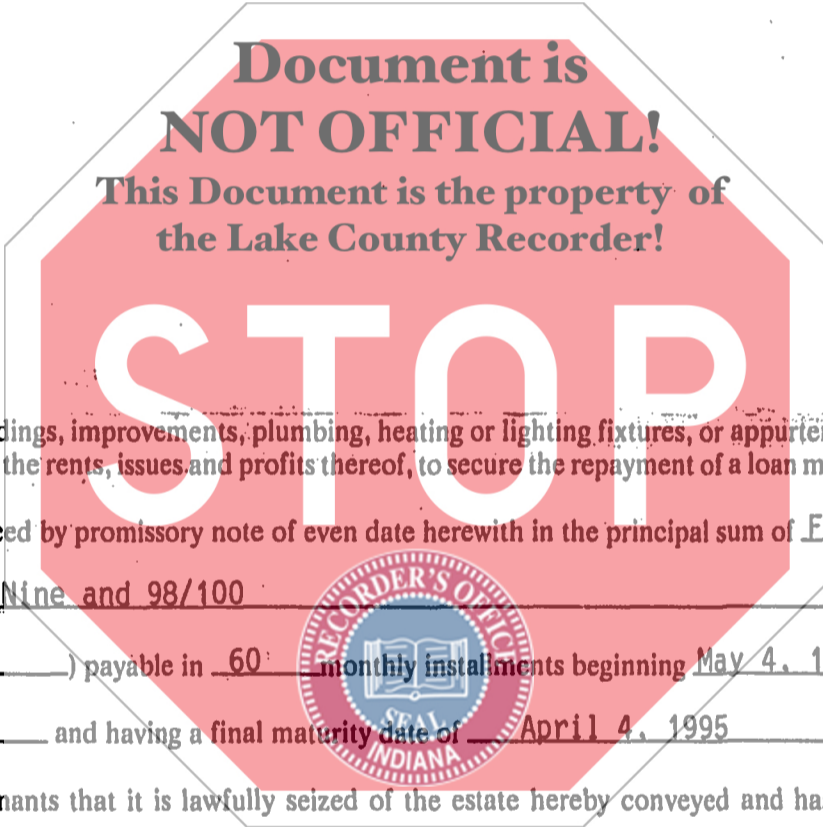 Document is
NOT OFFICIAL!
This Document is the property of
the Lake County Recorder!
STOP
dings, improvements, plumbing, heating or lighting fixtures, or appurte
the rents, issues and profits thereof, to secure the repayment of a loan m
ed by promissory note of even date herewith in the principal sum of
Nine and 98/100
) payable in 60 monthly installments beginning May 4, 1
and having a final maturity date of April 4, 1995
RECORDER'S OFFICE
SEAL
INDIANA
nants that it is lawfully seized of the estate hereby conveyed and ha